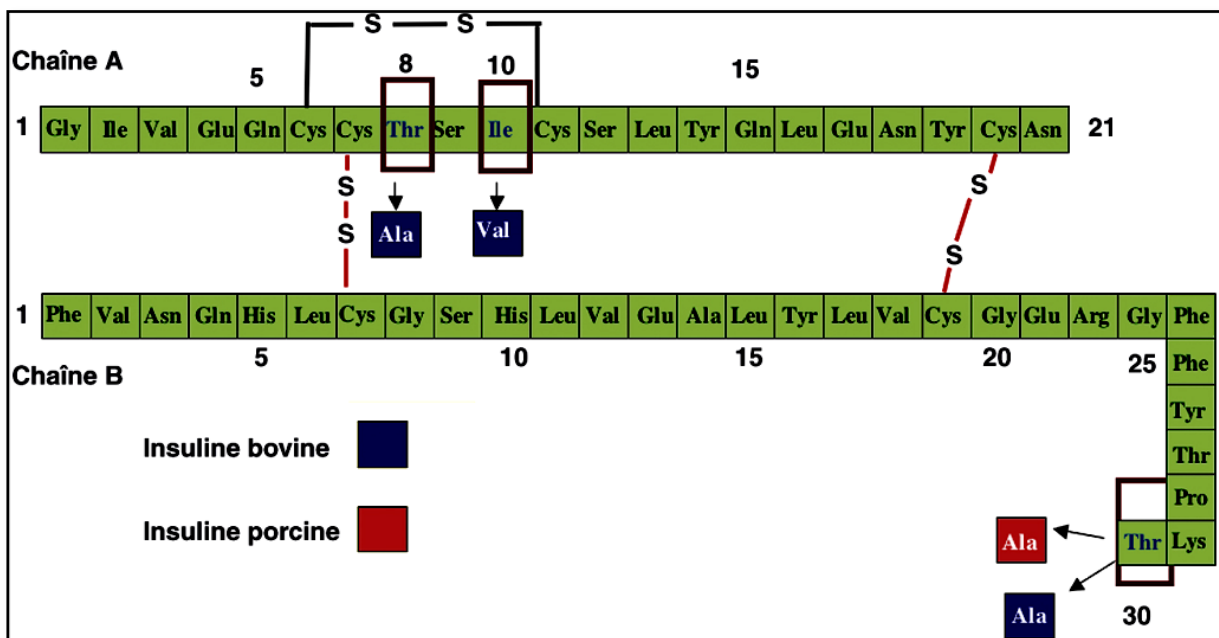 S S
Chaîne A
5 8 10 15
1 Gly Ile Val Glu Gln Cys Cys Thr Ser Ile Cys Ser Leu Tyr Gln Leu Glu Asn Tyr Cys Asn 21
S S
Ala Val
S S
1 Phe Val Asn Gln His Leu Cys Gly Ser His Leu Val Glu Ala Leu Tyr Leu Val Cys Gly Glu Arg Gly Phe
5 10 15 20 25
Chaîne B
Phe
Tyr
Insuline bovine
Thr
Pro
Insuline porcine
Ala Thr Lys
Ala 30